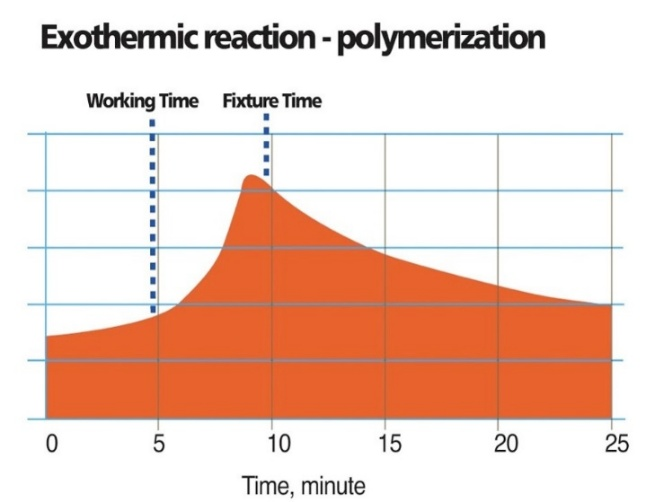 Exothermic reaction - polymerization
Working Time Fixture Time
0 5 10 15 20 25
Time, minute